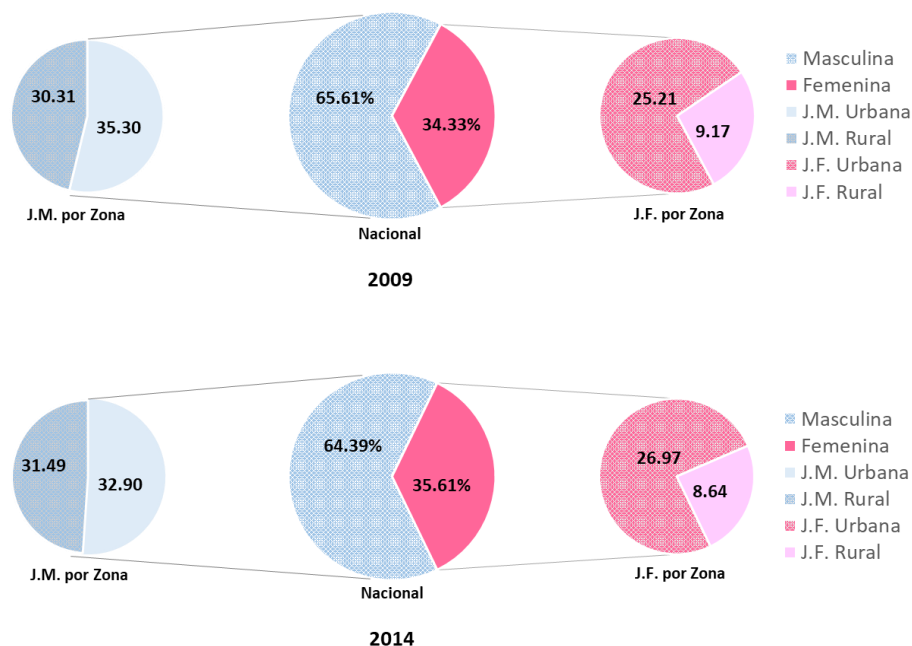 30.31
35.30
J.M. por Zona
65.61%
34.33%
Nacional
25.21
9.17
J.F. por Zona
Masculina
Femenina
J.M. Urbana
J.M. Rural
J.F. Urbana
J.F. Rural
2009
31.49
32.90
J.M. por Zona
64.39%
35.61%
Nacional
26.97
8.64
J.F. por Zona
Masculina
Femenina
J.M. Urbana
J.M. Rural
J.F. Urbana
J.F. Rural
2014